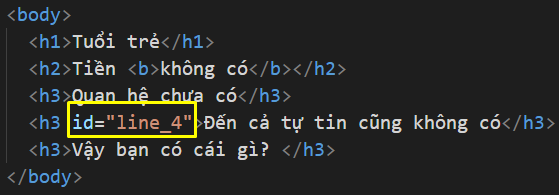 <body>
<h1>Tuổi trẻ</h1>
<h2>Tiền <b>không có</b></h2>
<h3>Quan hệ chưa có</h3>
<h3 id="line_4">Đến cả tự tin cũng không có</h3>
<h3>Vậy bạn có cái gì? </h3>
</body>